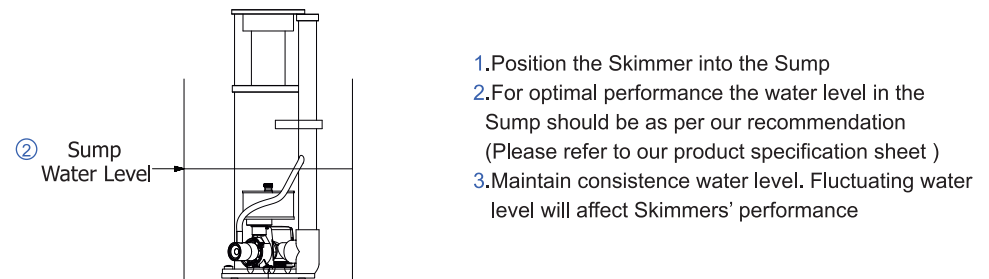 ② Sump
Water Level
1.Position the Skimmer into the Sump
2.For optimal performance the water level in the
Sump should be as per our recommendation
(Please refer to our product specification sheet )
3.Maintain consistence water level. Fluctuating water
level will affect Skimmers’ performance